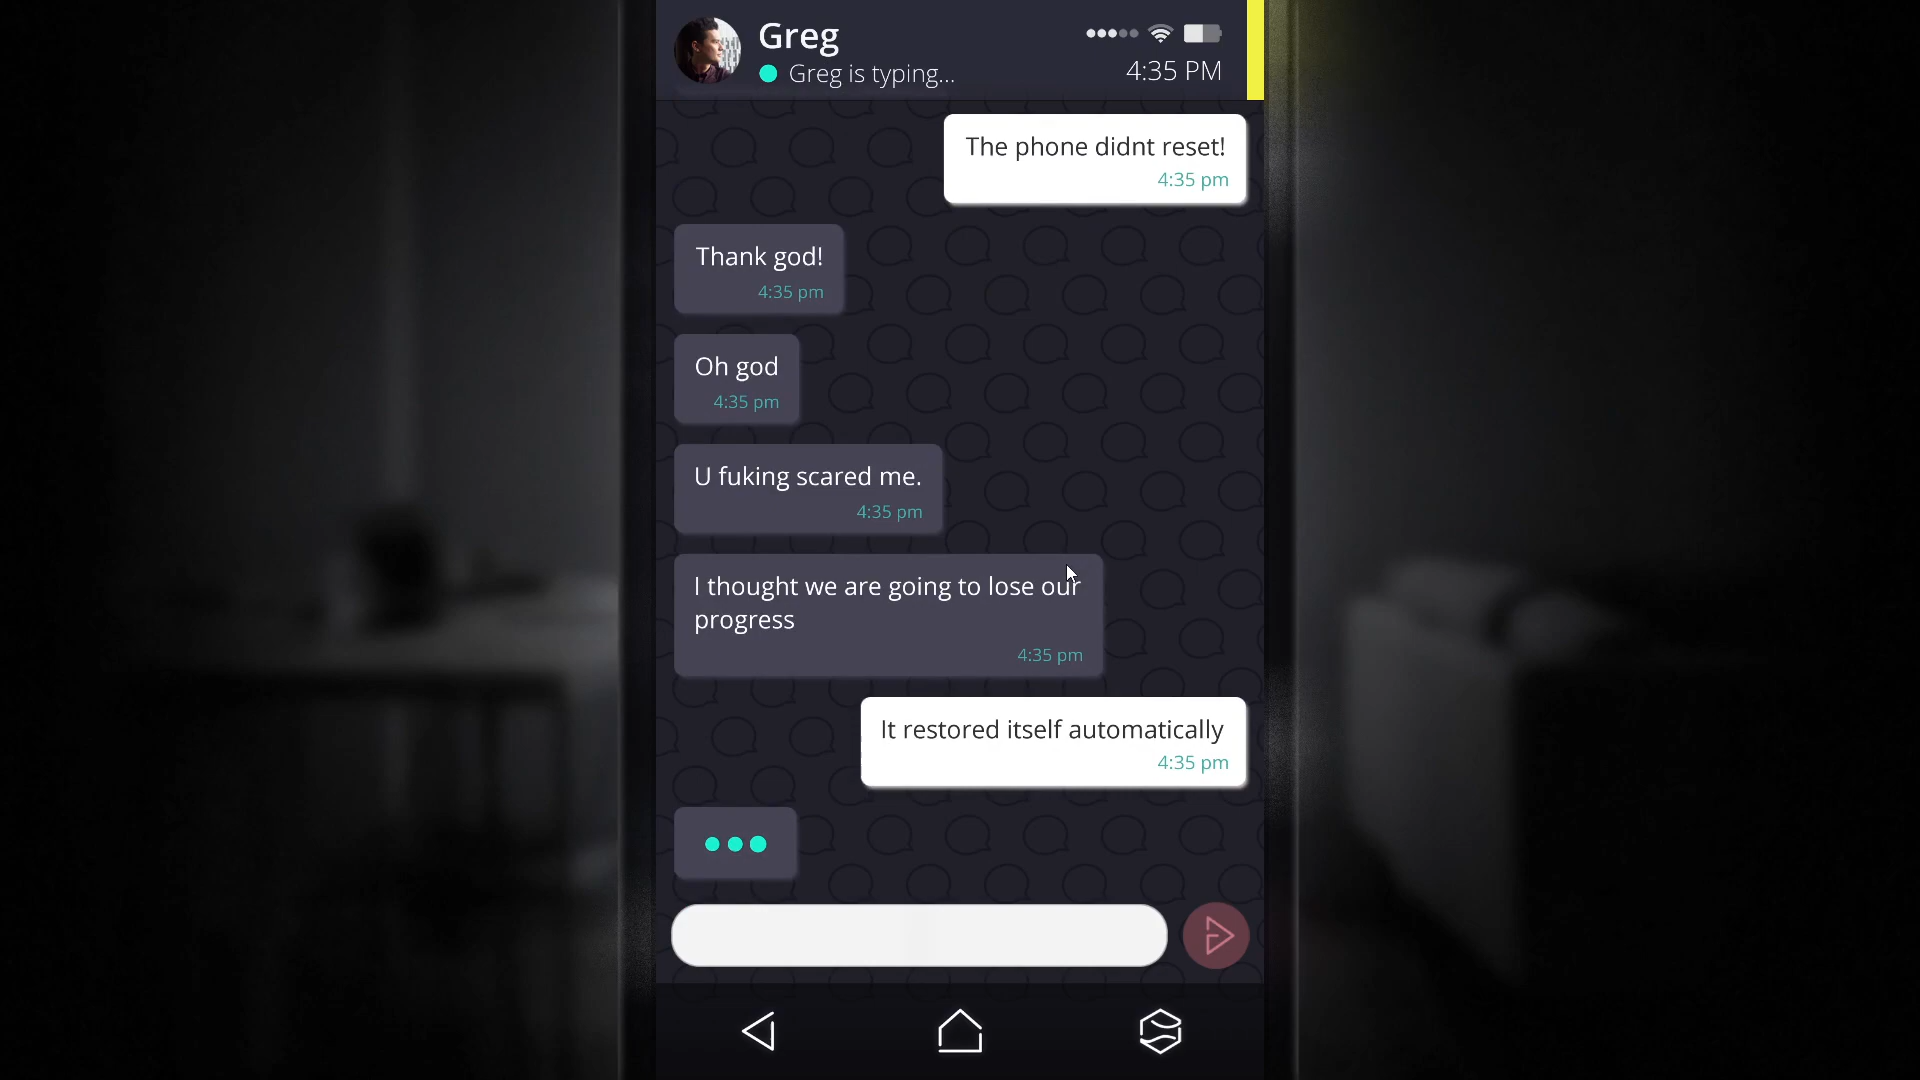 Greg
Greg is typing...
4:35 PM
The phone didnt reset!
4:35 pm
Thank god!
4:35 pm
Oh god
4:35 pm
U fuking scared me.
4:35 pm
I thought we are going to lose our
progress
4:35 pm
It restored itself automatically
4:35 pm